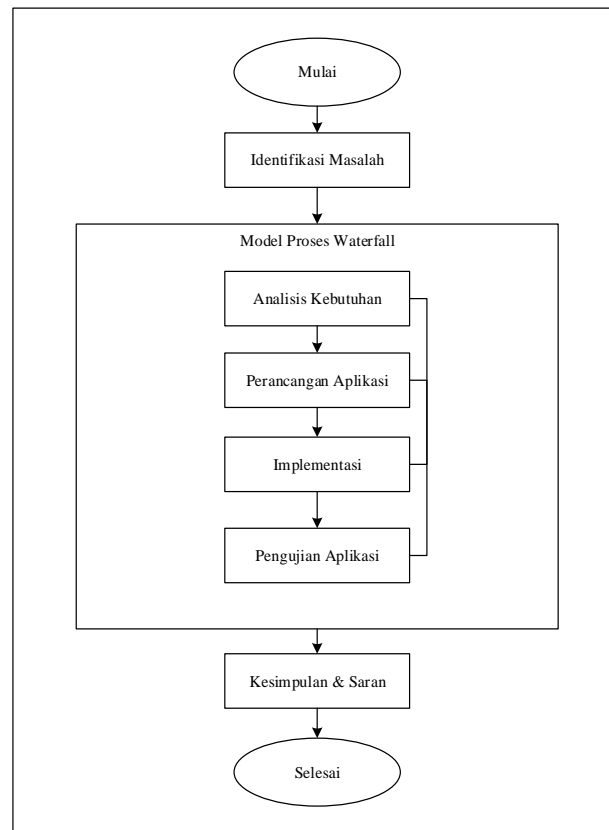 Mulai
Identifikasi Masalah
Model Proses Waterfall
Analisis Kebutuhan
Perancangan Aplikasi
Implementasi
Pengujian Aplikasi
Kesimpulan & Saran
Selesai